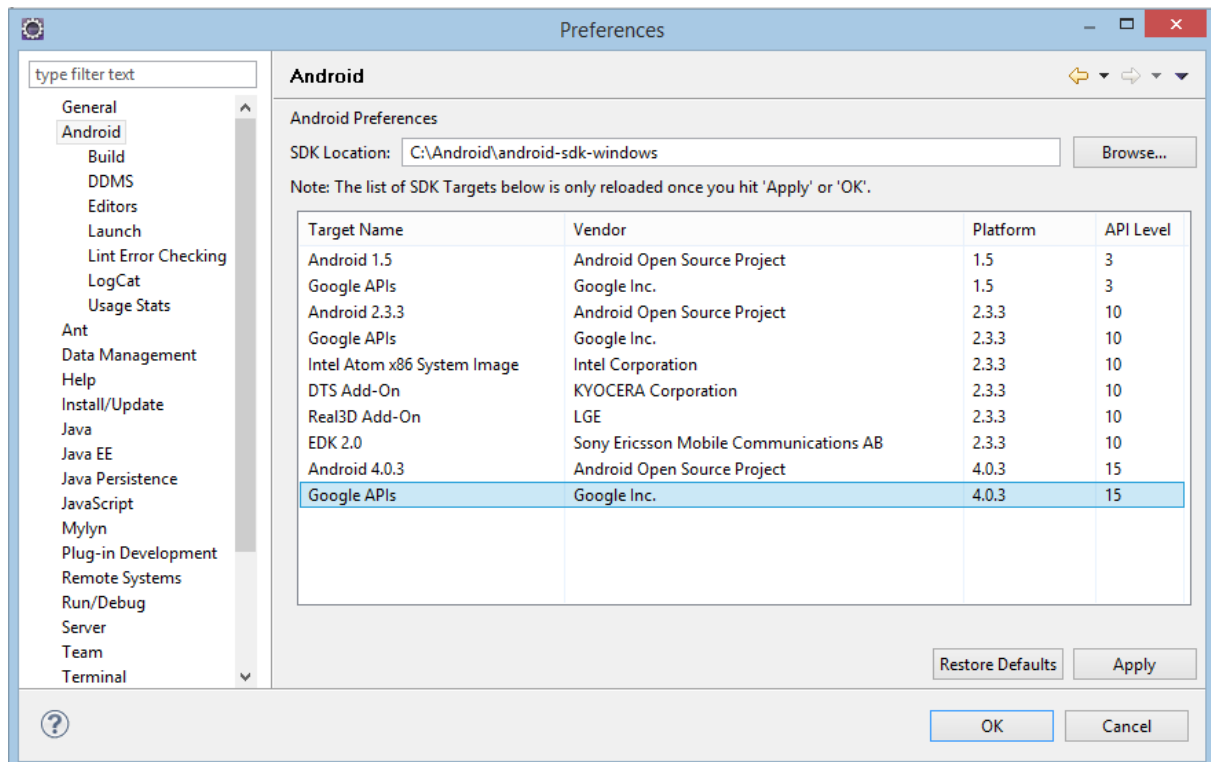 Preferences
type filter text
General
Android
Build
DDMS
Editors
Launch
Lint Error Checking
LogCat
Usage Stats
Ant
Data Management
Help
Install/Update
Java
Java EE
Java Persistence
JavaScript
Mylyn
Plug-in Development
Remote Systems
Run/Debug
Server
Team
Terminal
Android
Android Preferences
SDK Location: C:\Android\android-sdk-windows Browse...
Note: The list of SDK Targets below is only reloaded once you hit 'Apply' or 'OK'.
Target Name Vendor Platform API Level
Android 1.5 Android Open Source Project 1.5 3
Google APIs Google Inc. 1.5 3
Android 2.3.3 Android Open Source Project 2.3.3 10
Google APIs Google Inc. 2.3.3 10
Intel Atom x86 System Image Intel Corporation 2.3.3 10
DTS Add-On KYOCERA Corporation 2.3.3 10
Real3D Add-On LGE 2.3.3 10
EDK 2.0 Sony Ericsson Mobile Communications AB 2.3.3 10
Android 4.0.3 Android Open Source Project 4.0.3 15
Google APIs Google Inc. 4.0.3 15
Restore Defaults Apply
? OK Cancel